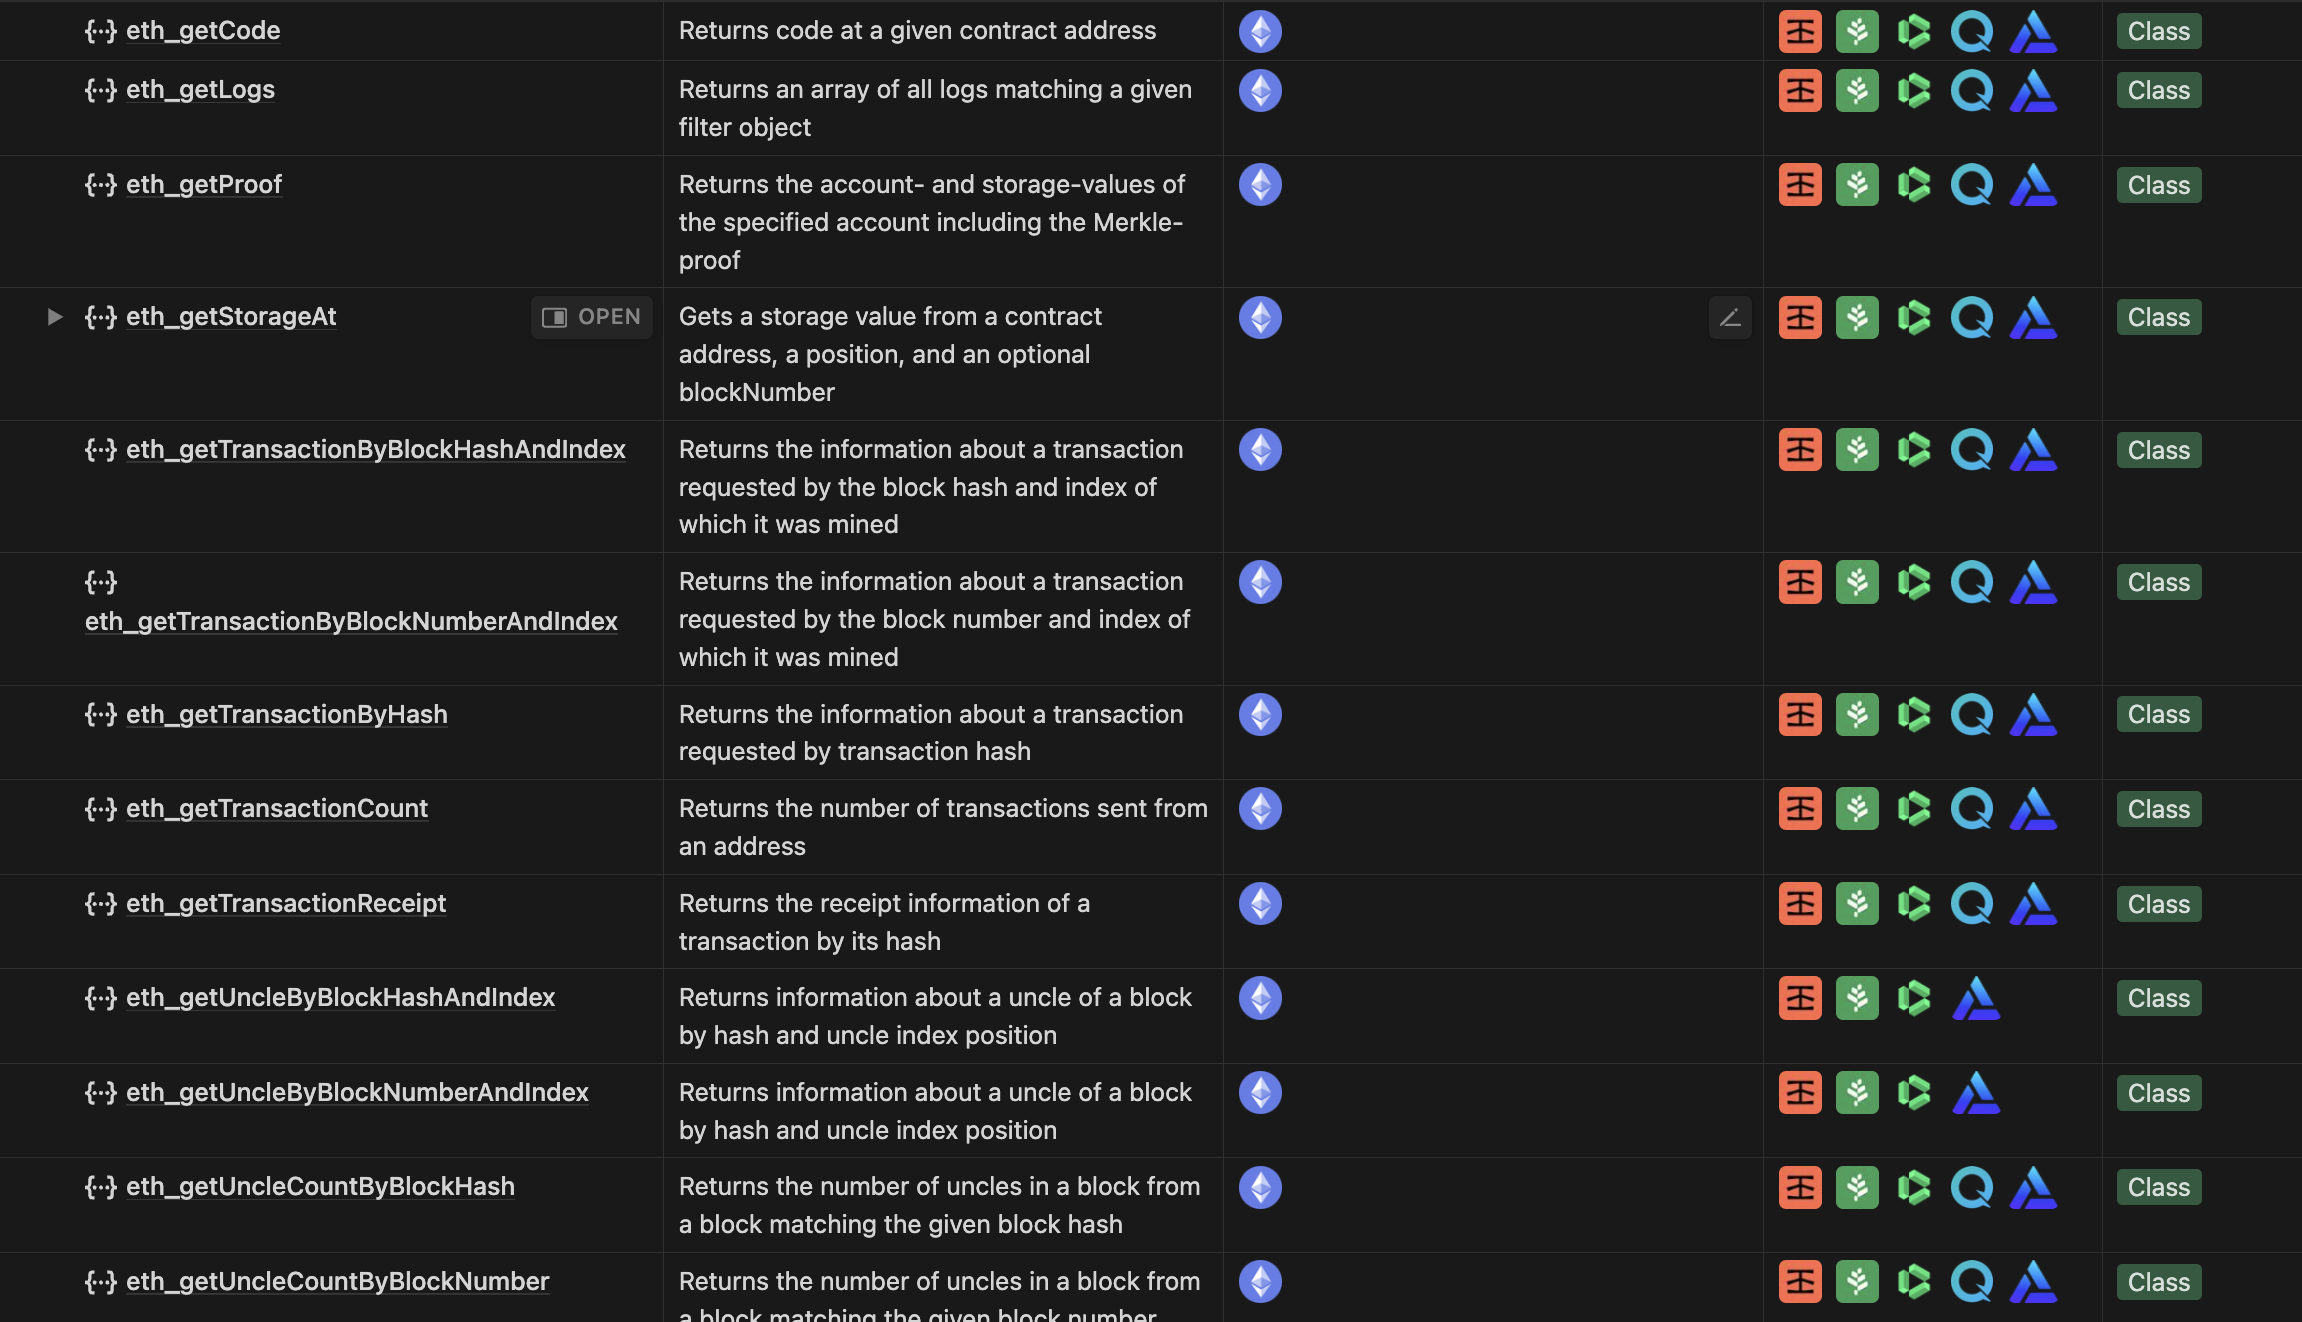 eth_getCode
Returns code at a given contract address
Class
eth_getLogs
Returns an array of all logs matching a given
filter object
Class
eth_getProof
Returns the account- and storage-values of
the specified account including the Merkle-
proof
Class
eth_getStorageAt
OPEN
Gets a storage value from a contract
address, a position, and an optional
blockNumber
Class
eth_getTransactionByBlockHashAndIndex
Returns the information about a transaction
requested by the block hash and index of
which it was mined
Class
eth_getTransactionByBlockNumberAndIndex
Returns the information about a transaction
requested by the block number and index of
which it was mined
Class
eth_getTransactionByHash
Returns the information about a transaction
requested by transaction hash
Class
eth_getTransactionCount
Returns the number of transactions sent from
an address
Class
eth_getTransactionReceipt
Returns the receipt information of a
transaction by its hash
Class
eth_getUncleByBlockHashAndIndex
Returns information about a uncle of a block
by hash and uncle index position
Class
eth_getUncleByBlockNumberAndIndex
Returns information about a uncle of a block
by hash and uncle index position
Class
eth_getUncleCountByBlockHash
Returns the number of uncles in a block from
a block matching the given block hash
Class
eth_getUncleCountByBlockNumber
Returns the number of uncles in a block from
a block matching the given block number
Class